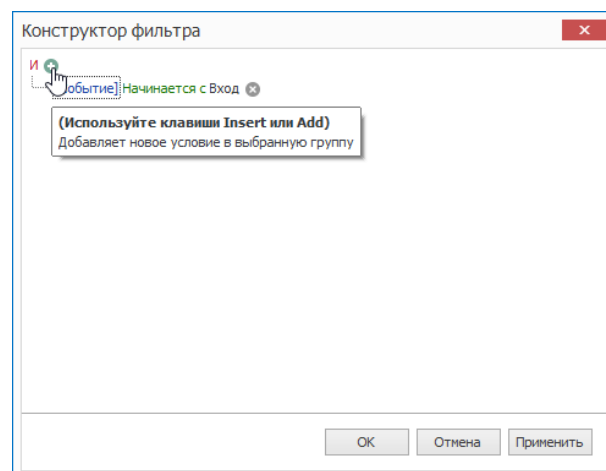 Конструктор фильтра
И
обытие] Начинается с Вход
(Используйте клавиши Insert или Add)
Добавляет новое условие в выбранную группу
OK Отмена Применить